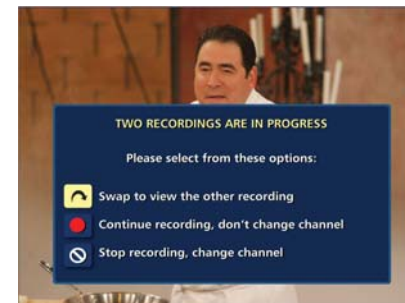 TWO RECORDINGS ARE IN PROGRESS
Please select from these options:
Swap to view the other recording
Continue recording, don't change channel
Stop recording, change channel